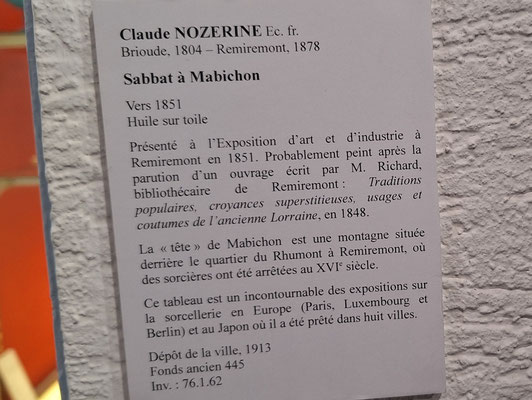 Claude NOZERINE Ec. fr.
Brioude, 1804 – Remiremont, 1878
Sabbat à Mabichon
Vers 1851
Huile sur toile
Présenté à l'Exposition d'art et d'industrie à
Remiremont en 1851. Probablement peint après la
parution d'un ouvrage écrit par M. Richard,
bibliothécaire de Remiremont : Traditions
populaires, croyances superstitieuses, usages et
coutumes de l'ancienne Lorraine, en 1848.
La « tête » de Mabichon est une montagne située
derrière le quartier du Rhumont à Remiremont, où
des sorcières ont été arrêtées au XVIe siècle.
Ce tableau est un incontournable des expositions sur
la sorcellerie en Europe (Paris, Luxembourg et
Berlin) et au Japon où il a été prêté dans huit villes.
Dépôt de la ville, 1913
Fonds ancien 445
Inv. : 76.1.62